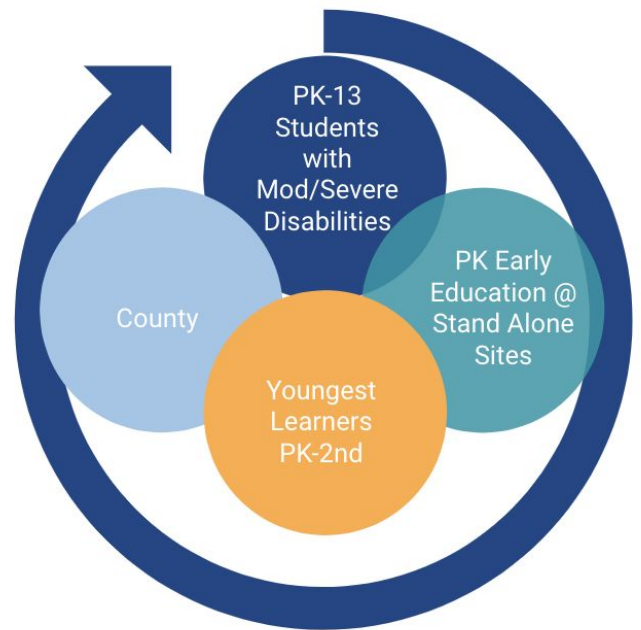 PK-13
Students
with
Mod/Severe
Disabilities
PK Early
Education @
Stand Alone
Sites
County
Youngest
Learners
PK-2nd